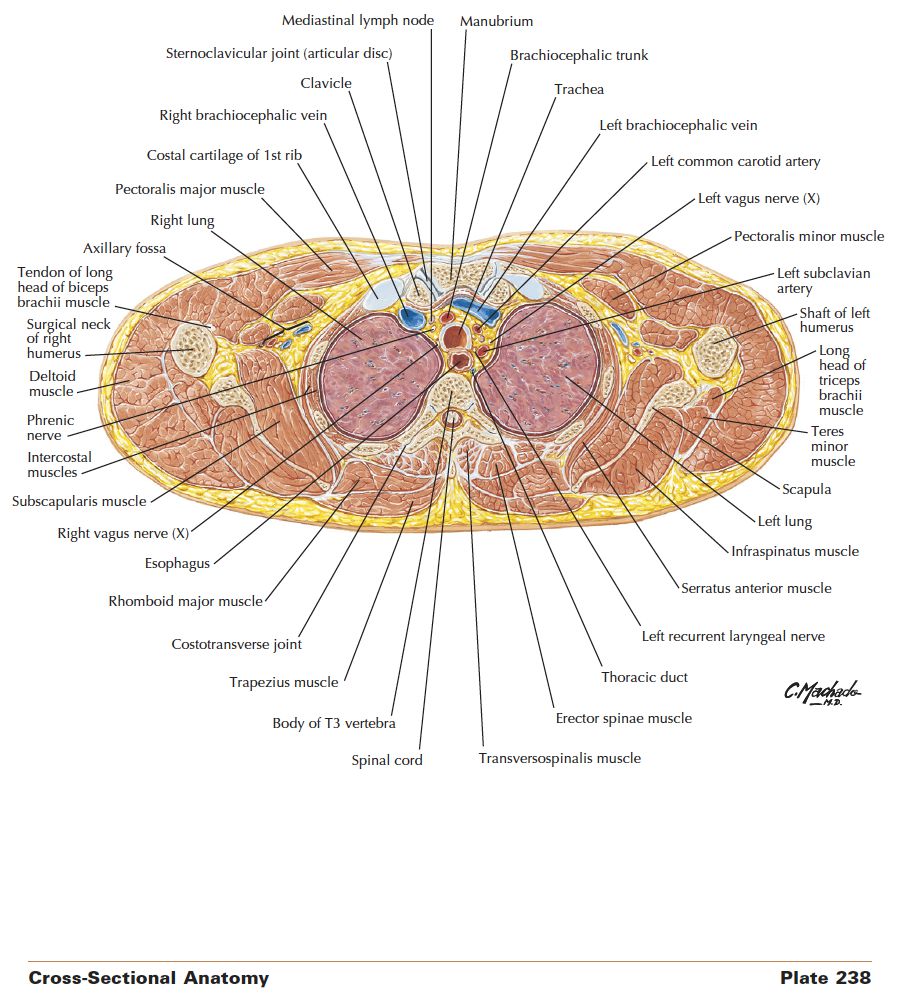 Mediastinal lymph node
Manubrium
Sternoclavicular joint (articular disc)
Brachiocephalic trunk
Clavicle
Trachea
Right brachiocephalic vein
Left brachiocephalic vein
Costal cartilage of 1st rib
Left common carotid artery
Pectoralis major muscle
Left vagus nerve (X)
Right lung
Pectoralis minor muscle
Axillary fossa
Left subclavian
artery
Tendon of long
head of biceps
brachii muscle
Shaft of left
humerus
Surgical neck
of right
humerus
Long
head of
triceps
brachii
muscle
Deltoid
muscle
Phrenic
nerve
Teres
minor
muscle
Intercostal
muscles
Subscapularis muscle
Scapula
Right vagus nerve (X)
Left lung
Esophagus
Infraspinatus muscle
Rhomboid major muscle
Serratus anterior muscle
Costotransverse joint
Left recurrent laryngeal nerve
Trapezius muscle
Thoracic duct
Body of T3 vertebra
Erector spinae muscle
Spinal cord
Transversospinalis muscle
C. Machado
M.D.
Cross-Sectional Anatomy
Plate 238